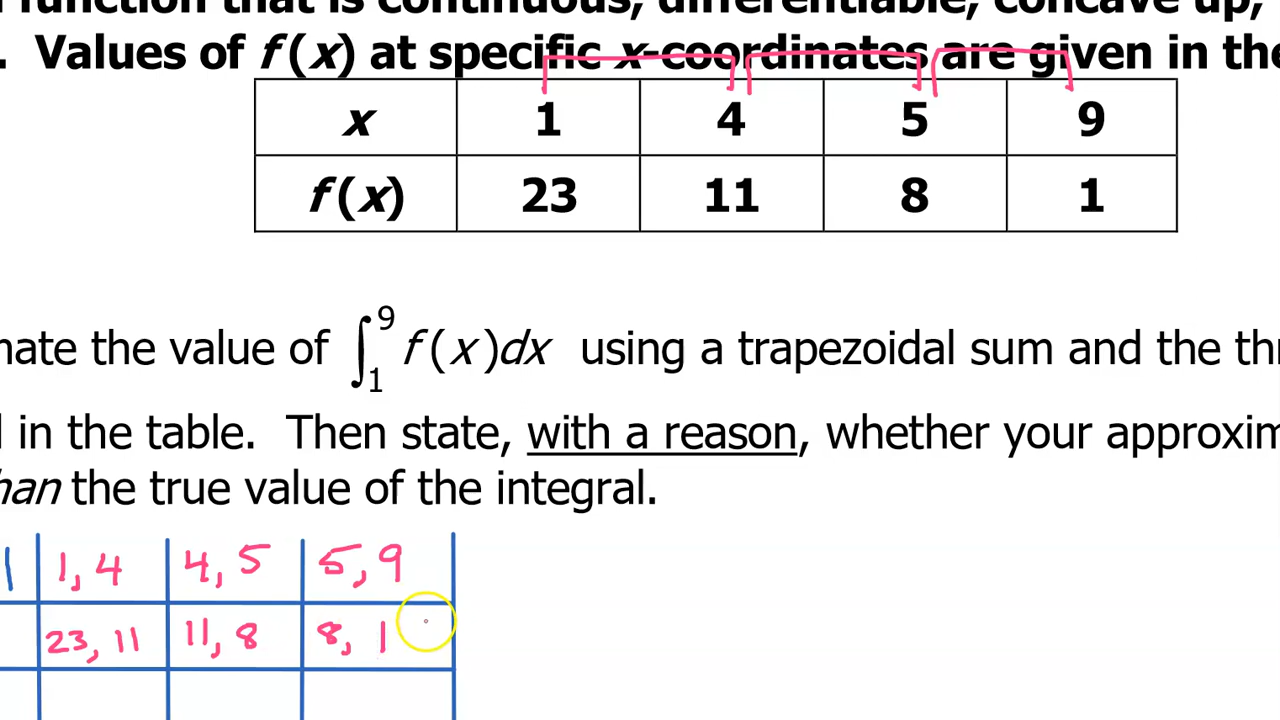 function that is continuous, differentiable, concave up,
. Values of f(x) at specific x-coordinates are given in the
x 1 4 5 9
f(x) 23 11 8 1
mate the value of ∫₁⁹ f(x)dx using a trapezoidal sum and the thr
in the table. Then state, with a reason, whether your approxim
han the true value of the integral.
1, 4 4, 5 5, 9
23, 11 11, 8 8, 1